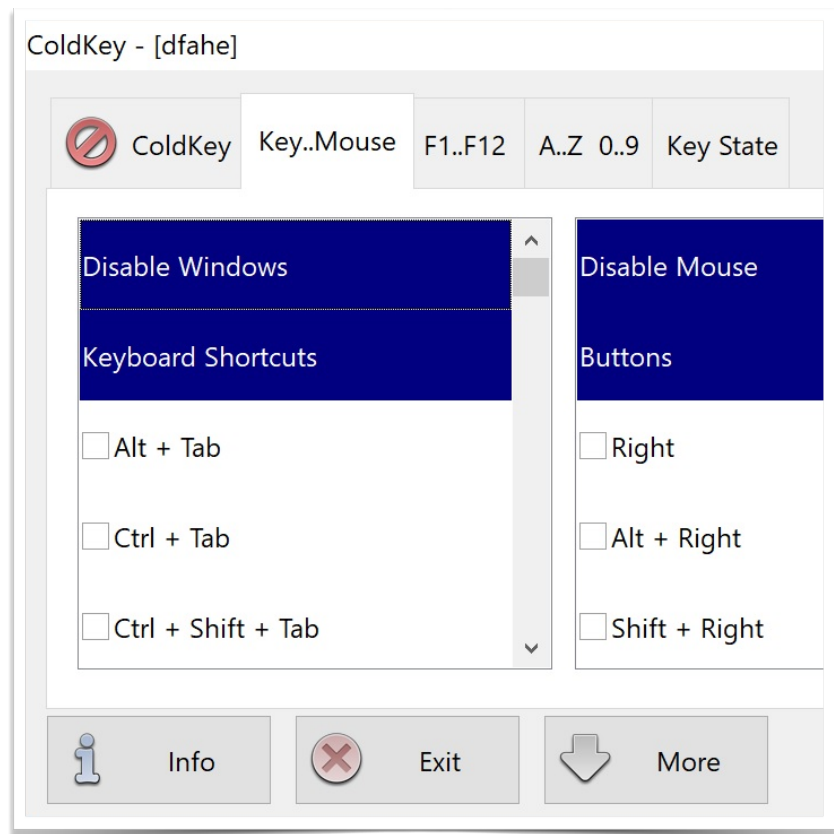 ColdKey - [dfahe]
ColdKey Key..Mouse F1..F12 A..Z 0..9 Key State
Disable Windows
Keyboard Shortcuts
Alt + Tab
Ctrl + Tab
Ctrl + Shift + Tab
Disable Mouse
Buttons
Right
Alt + Right
Shift + Right
Info Exit More